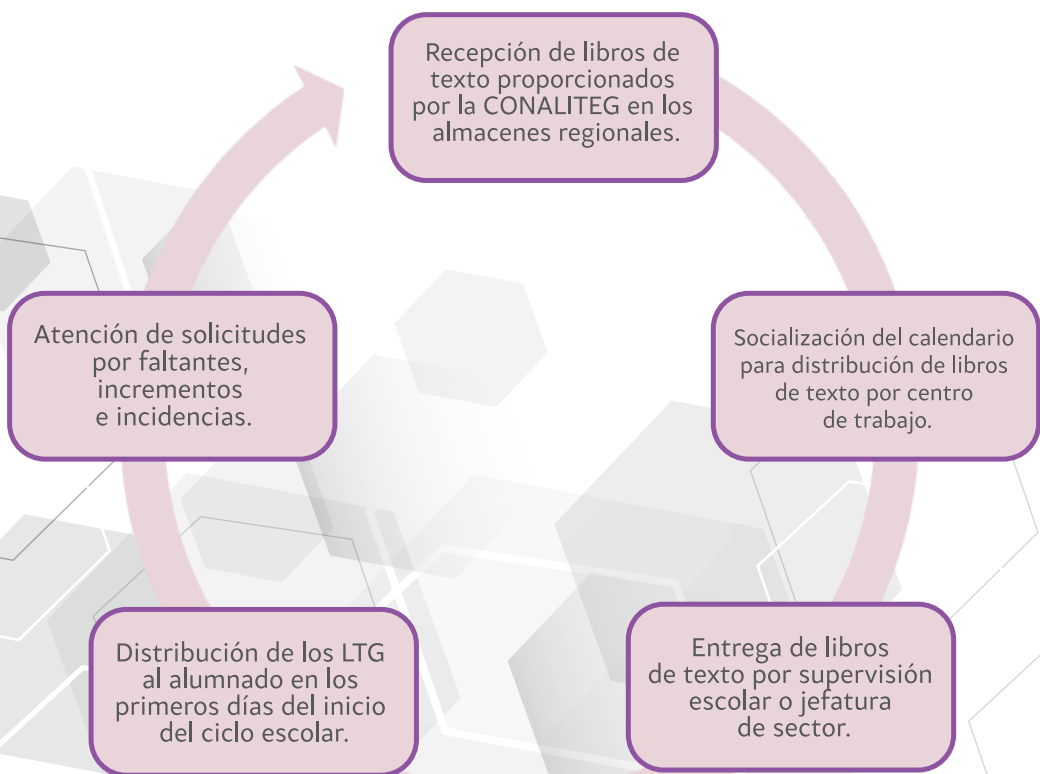 Recepción de libros de
texto proporcionados
por la CONALITEG en los
almacenes regionales.
Socialización del calendario
para distribución de libros
de texto por centro
de trabajo.
Entrega de libros
de texto por supervisión
escolar o jefatura
de sector.
Distribución de los LTG
al alumnado en los
primeros días del inicio
del ciclo escolar.
Atención de solicitudes
por faltantes,
incrementos
e incidencias.